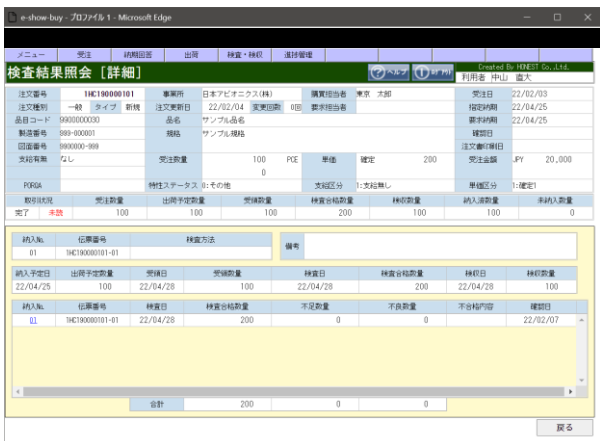 e-show-buy - プロファイル 1 - Microsoft Edge
メニュー 受注 納期回答 出荷 検査・検収 進捗管理
検査結果照会［詳細］ ヘルプ Created By HONEST Co.,Ltd.
利用者 中山 直大
注文番号 1HC190000101 事業所 日本アビオニクス(株) 購買担当者 東京 太郎 受注日 22/02/03
注文種別 一般 タイプ 新規 注文更新日 22/02/04 変更回数 0回 要求担当者 指定納期 22/04/25
品目コード 9900000030 品名 サンプル品名 要求納期 22/04/25
製造番号 999-000001 規格 サンプル規格 確認日
図面番号 9900000-999 注文書印刷日
支給有無 なし 受注数量 100 PCE 単価 確定 200 受注金額 JPY 20,000
0
特性ステータス 0:その他 支給区分 1:支給無し 単価区分 1:確定1
取引状況 受注数量 出荷予定数量 受領数量 検査合格数量 検収数量 納入済数量 未納入数量
完了 未読 100 100 100 200 100 100 0
納入No. 伝票番号 検査方法 備考
01 1HC190000101-01
納入予定日 出荷予定数量 受領日 受領数量 検査日 検査合格数量 検収日 検収数量
22/04/25 100 22/04/28 100 22/04/28 200 22/04/28 100
納入No. 伝票番号 検査日 検査合格数量 不足数量 不良数量 不合格内容 確認日
01 1HC190000101-01 22/04/28 200 0 0 22/02/07
合計 200 0 0
戻る